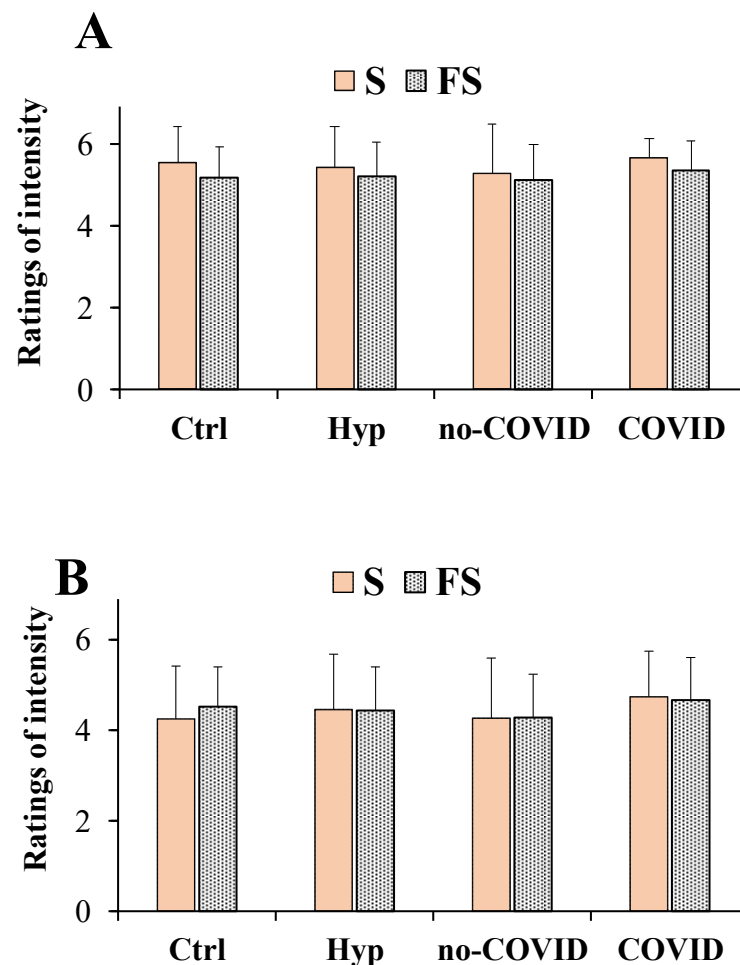 A
S FS
Ratings of intensity
6
4
2
0
Ctrl Hyp no-COVID COVID
B
S FS
Ratings of intensity
6
4
2
0
Ctrl Hyp no-COVID COVID